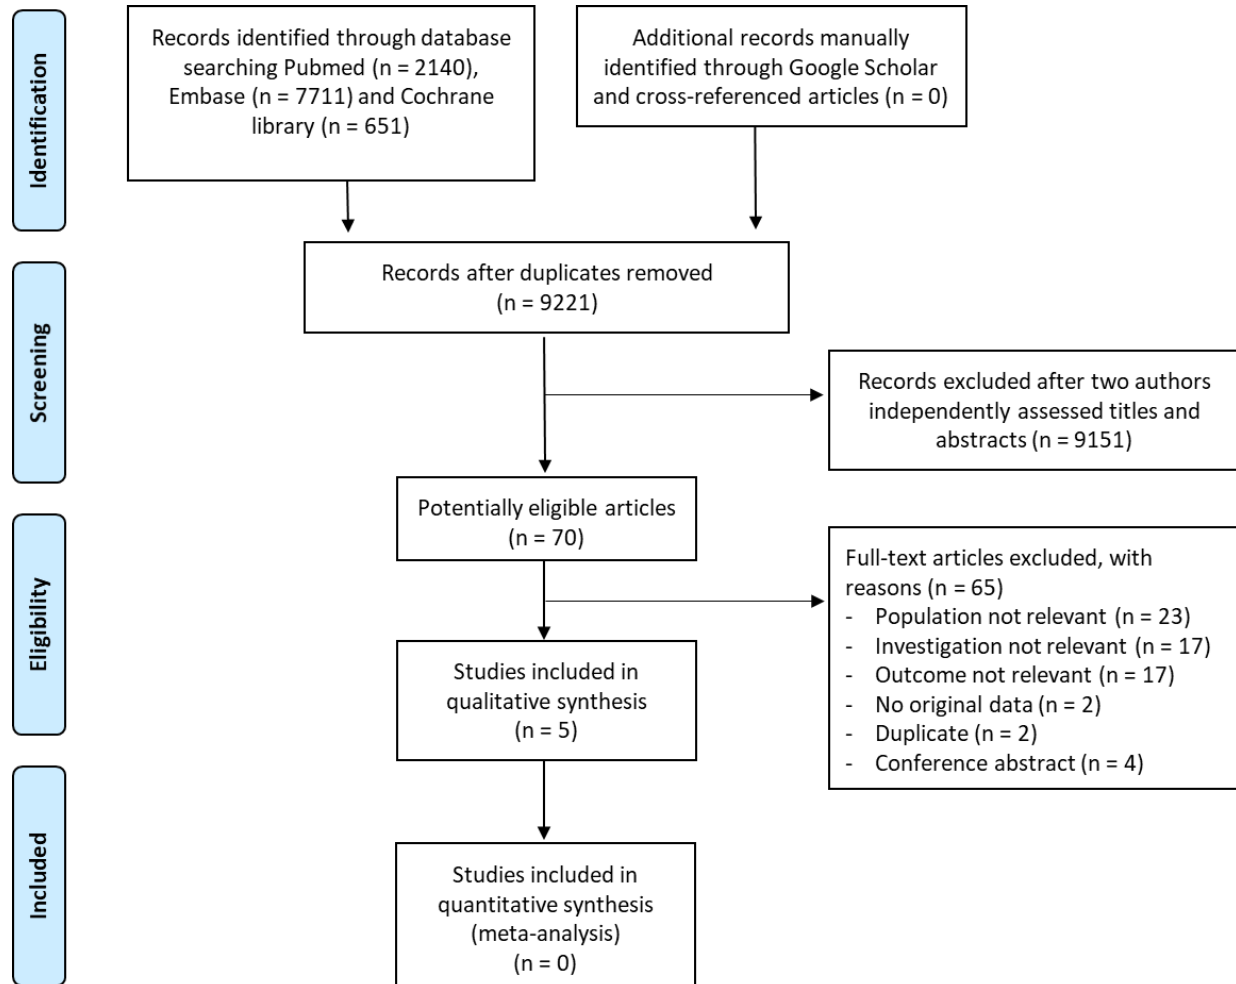 Identification
Records identified through database
searching Pubmed (n = 2140),
Embase (n = 7711) and Cochrane
library (n = 651)
Additional records manually
identified through Google Scholar
and cross-referenced articles (n = 0)
Screening
Records after duplicates removed
(n = 9221)
Records excluded after two authors
independently assessed titles and
abstracts (n = 9151)
Eligibility
Potentially eligible articles
(n = 70)
Full-text articles excluded, with
reasons (n = 65)
- Population not relevant (n = 23)
- Investigation not relevant (n = 17)
- Outcome not relevant (n = 17)
- No original data (n = 2)
- Duplicate (n = 2)
- Conference abstract (n = 4)
Studies included in
qualitative synthesis
(n = 5)
Included
Studies included in
quantitative synthesis
(meta-analysis)
(n = 0)